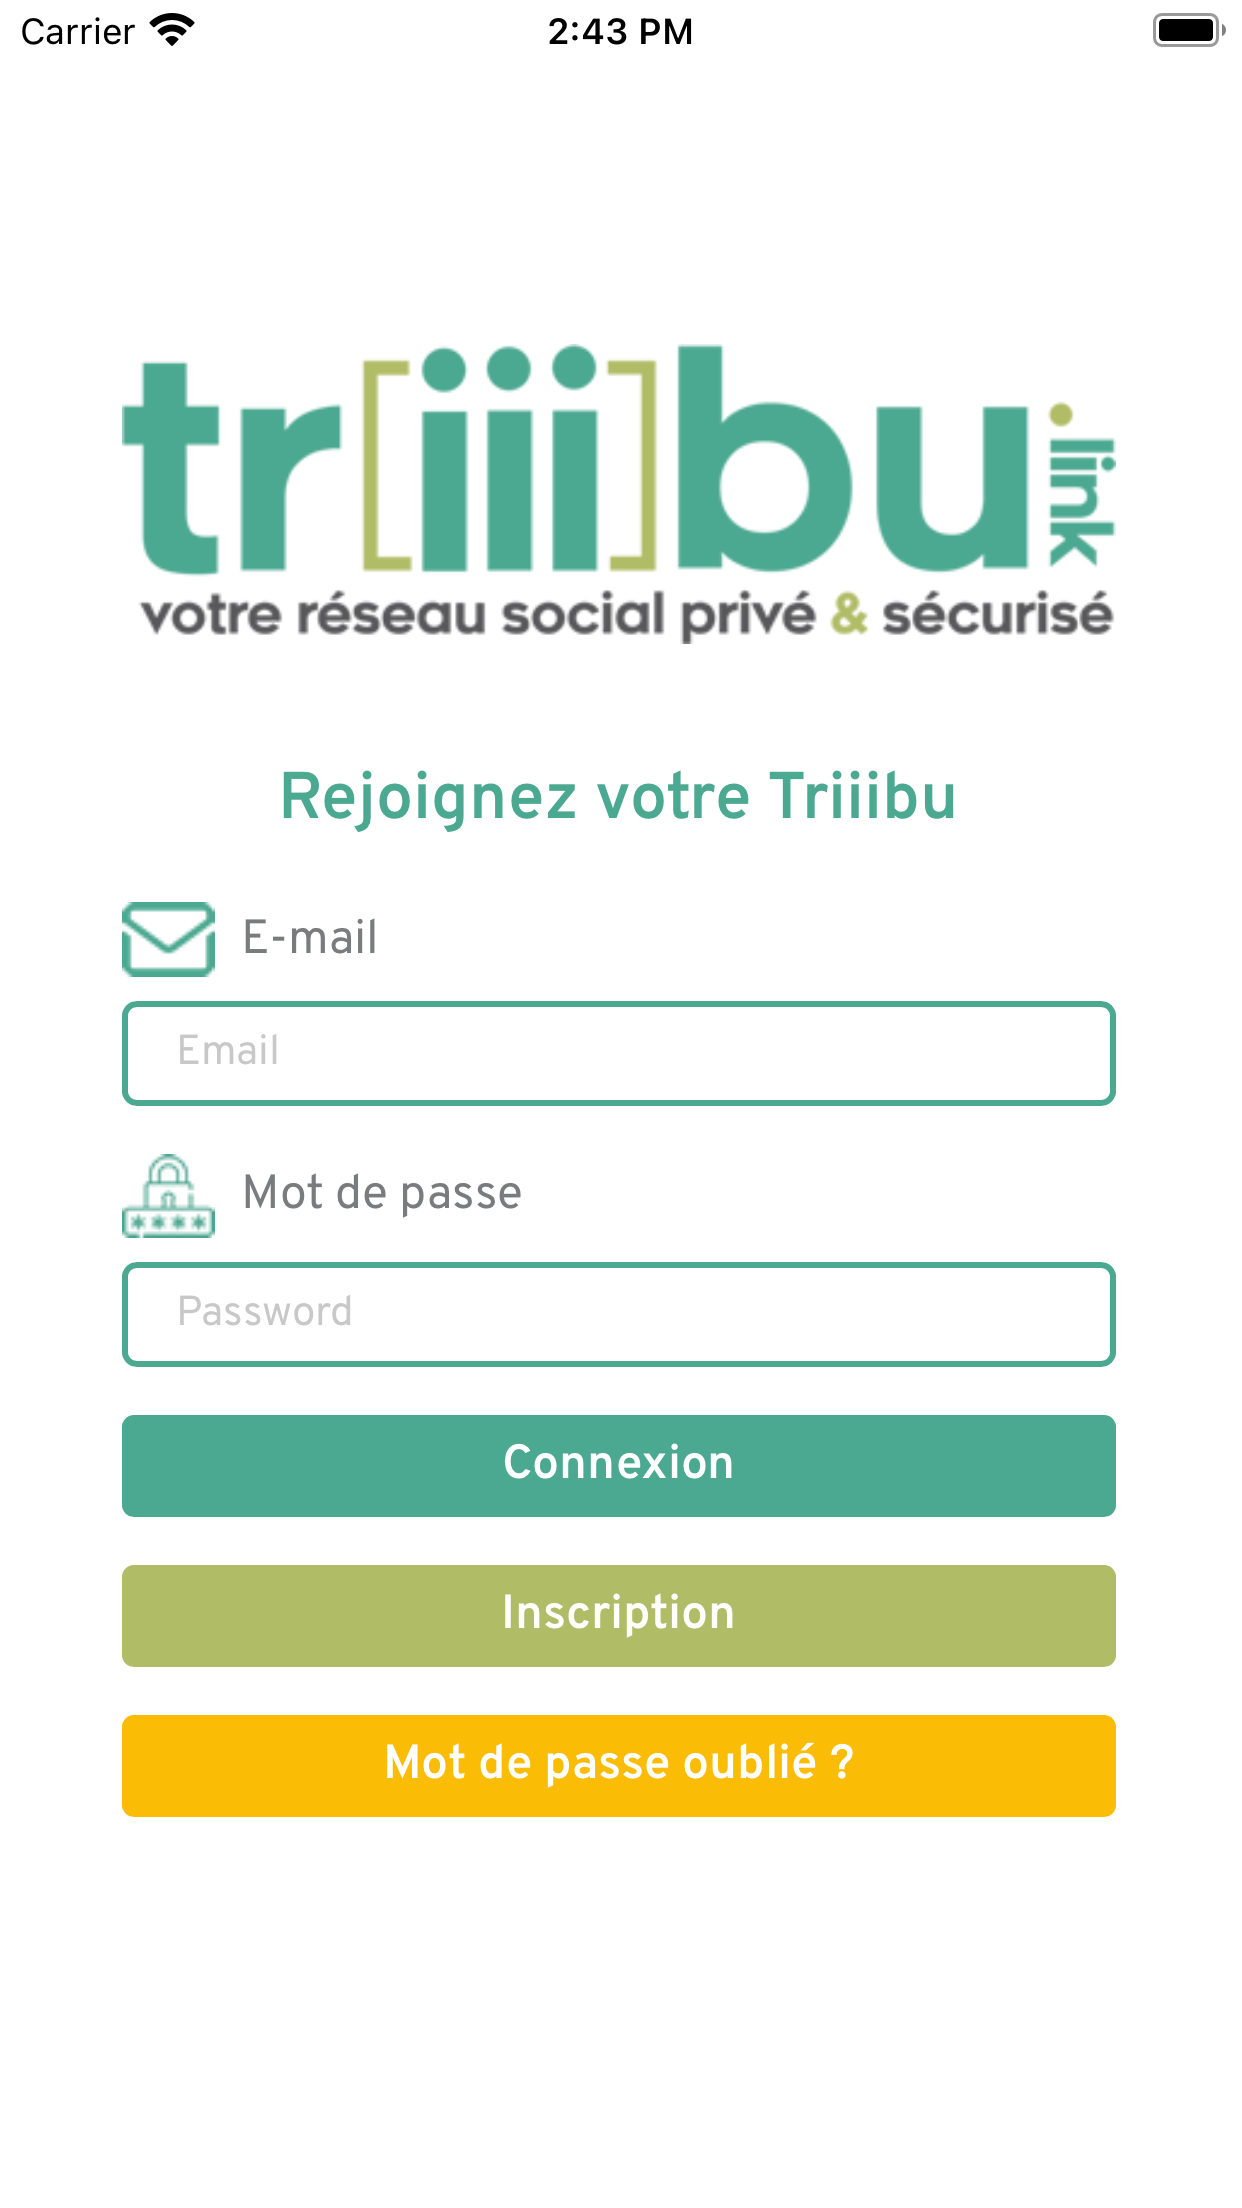 Carrier 2:43 PM
tr[iii]bu.link
votre réseau social privé & sécurisé
Rejoignez votre Triiibu
E-mail
Email
Mot de passe
****
Password
Connexion
Inscription
Mot de passe oublié ?